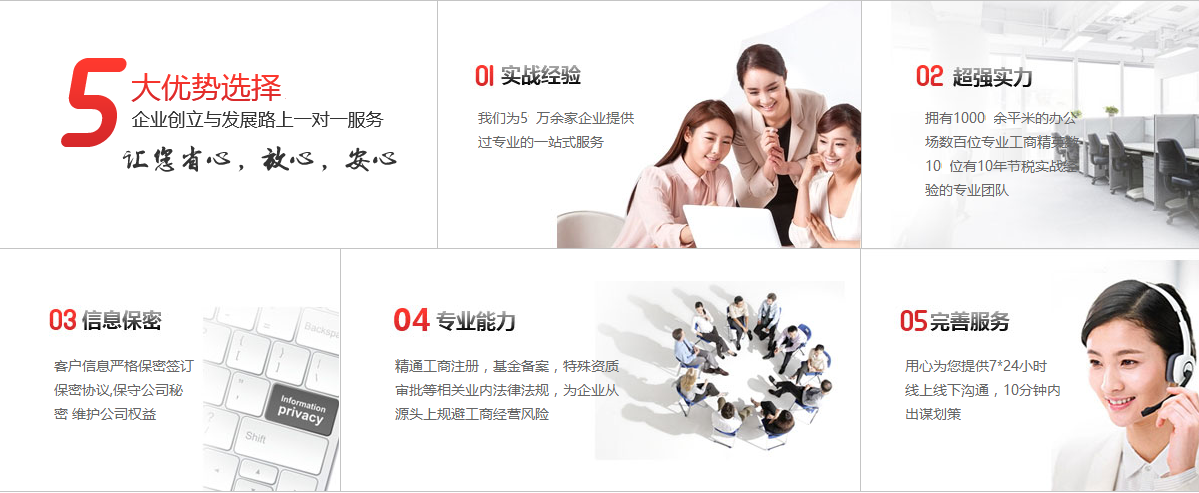 5
大优势选择
企业创立与发展路上一对一服务
让您省心，放心，安心
01 实战经验
我们为5 万余家企业提供
过专业的一站式服务
02 超强实力
拥有1000 余平米的办公
场数百位专业工商精英数
10 位有10年节税实战经
验的专业团队
03 信息保密
客户信息严格保密签订
保密协议,保守公司秘
密 维护公司权益
Backspa
Information
privacy
Shift
04 专业能力
精通工商注册，基金备案，特殊资质
审批等相关业内法律法规，为企业从
源头上规避工商经营风险
05 完善服务
用心为您提供7*24小时
线上线下沟通，10分钟内
出谋划策